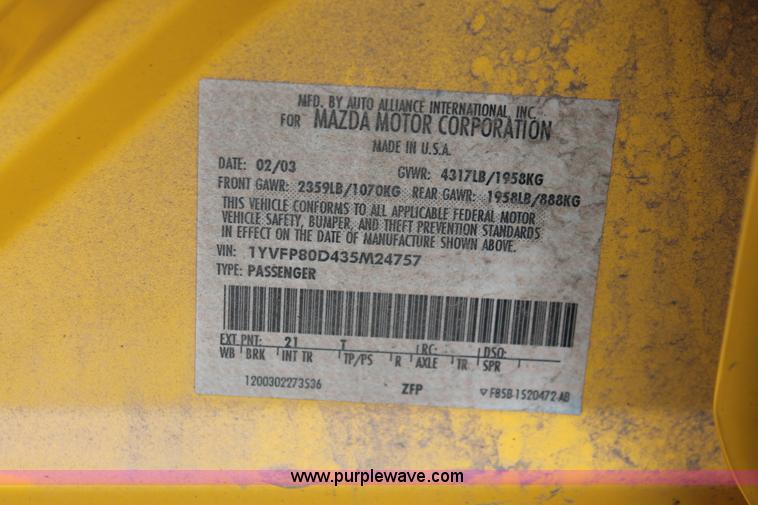 MFD. BY AUTO ALLIANCE INTERNATIONAL, INC.
FOR MAZDA MOTOR CORPORATION
MADE IN U.S.A.
DATE: 02/03 GVWR: 4317LB/1958KG
FRONT GAWR: 2359LB/1070KG REAR GAWR: 1958LB/888KG
THIS VEHICLE CONFORMS TO ALL APPLICABLE FEDERAL MOTOR
VEHICLE SAFETY, BUMPER, AND THEFT PREVENTION STANDARDS
IN EFFECT ON THE DATE OF MANUFACTURE SHOWN ABOVE.
VIN: 1YVFP80D435M24757
TYPE: PASSENGER
EXT PNT: 21 T RC: DSO:
WB BRK INT TR TP/PS R AXLE TR SPR
1200302273536 ZFP F85B-1520472-AB
www.purplewave.com